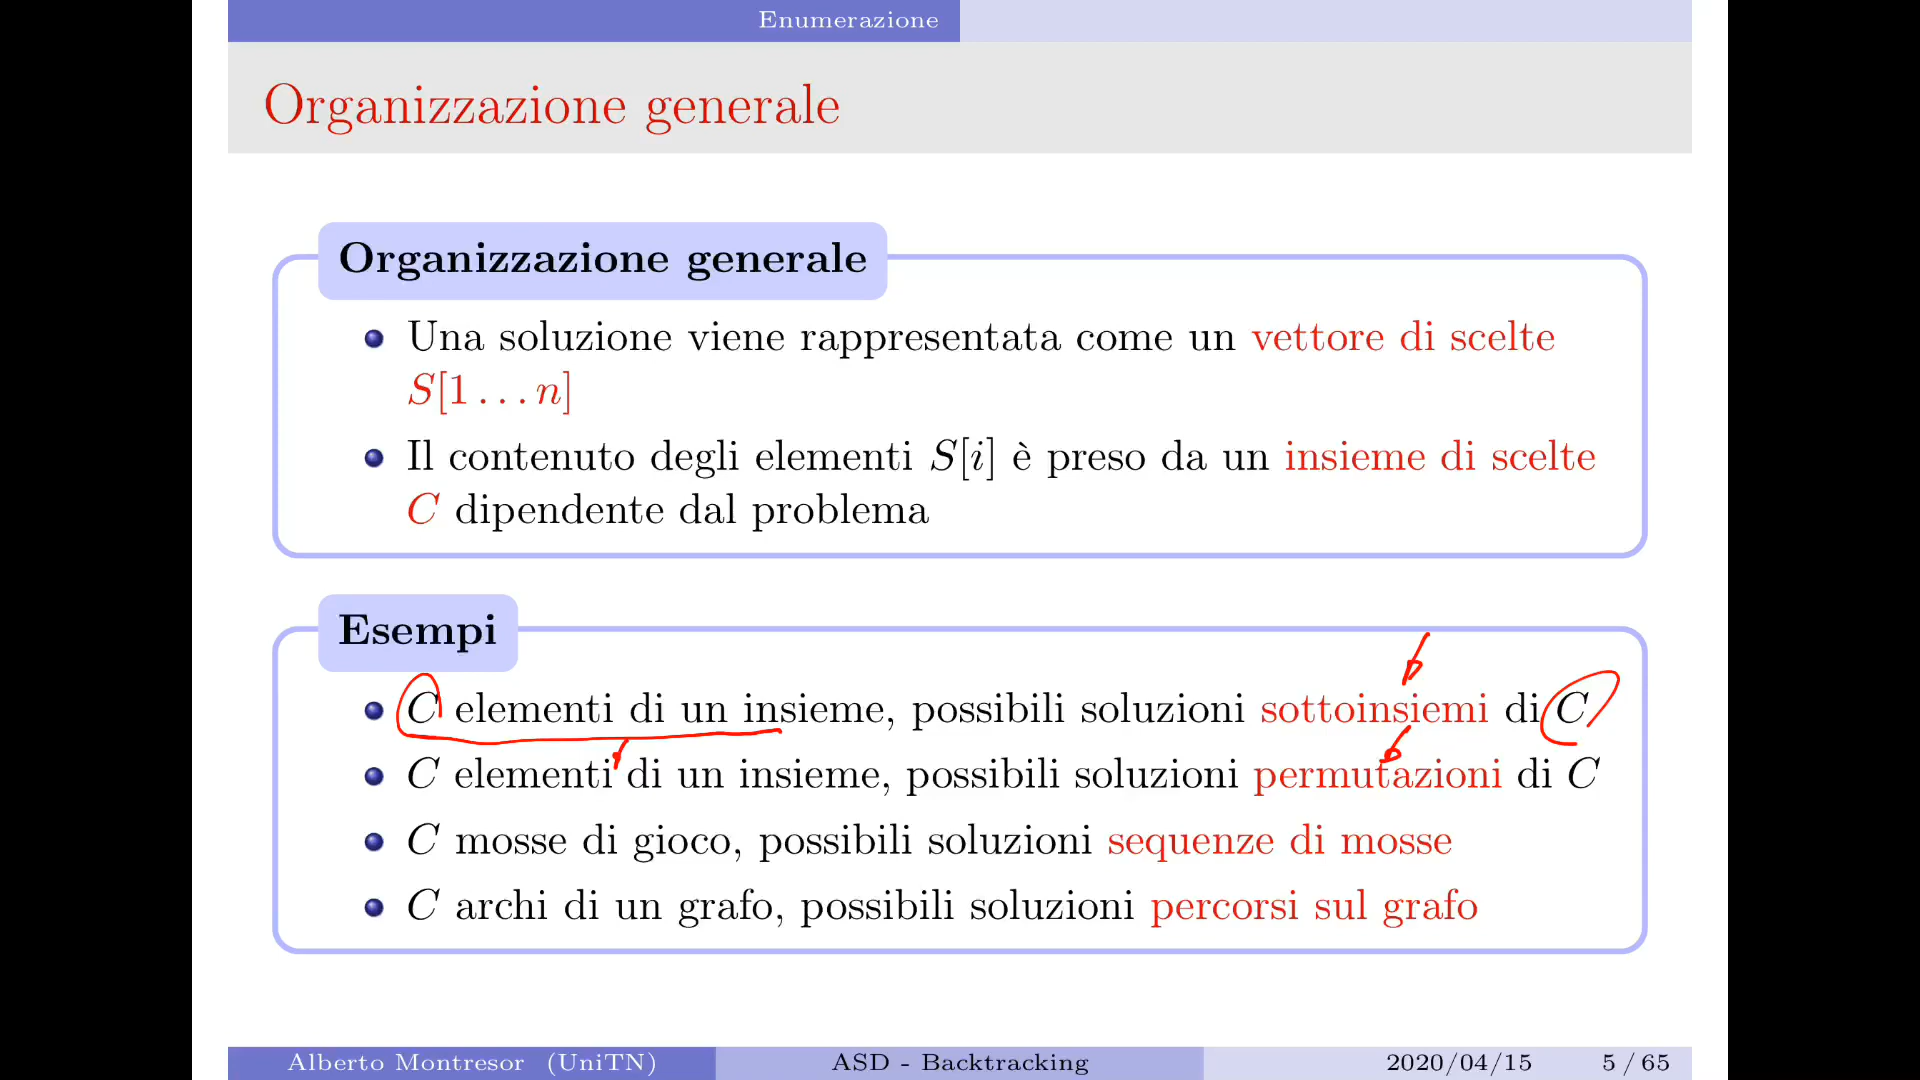 Enumerazione
Organizzazione generale
Organizzazione generale
Una soluzione viene rappresentata come un vettore di scelte
S[1 . . . n]
Il contenuto degli elementi S[i] è preso da un insieme di scelte
C dipendente dal problema
Esempi
C elementi di un insieme, possibili soluzioni sottoinsiemi di C
C elementi di un insieme, possibili soluzioni permutazioni di C
C mosse di gioco, possibili soluzioni sequenze di mosse
C archi di un grafo, possibili soluzioni percorsi sul grafo
Alberto Montresor (UniTN) ASD - Backtracking 2020/04/15 5 / 65